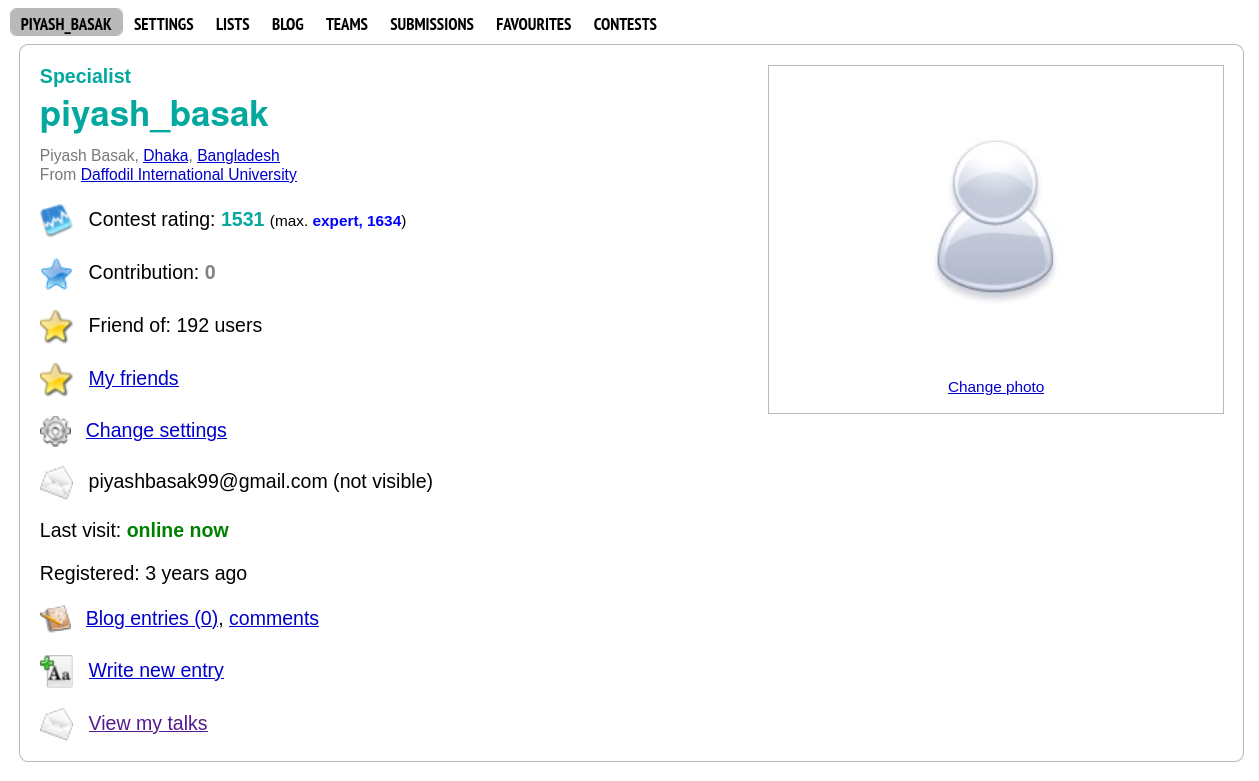 PIYASH_BASAK SETTINGS LISTS BLOG TEAMS SUBMISSIONS FAVOURITES CONTESTS
Specialist
piyash_basak
Piyash Basak, Dhaka, Bangladesh
From Daffodil International University
Contest rating: 1531 (max. expert, 1634)
Contribution: 0
Friend of: 192 users
My friends
Change photo
Change settings
piyashbasak99@gmail.com (not visible)
Last visit: online now
Registered: 3 years ago
Blog entries (0), comments
Aa Write new entry
View my talks